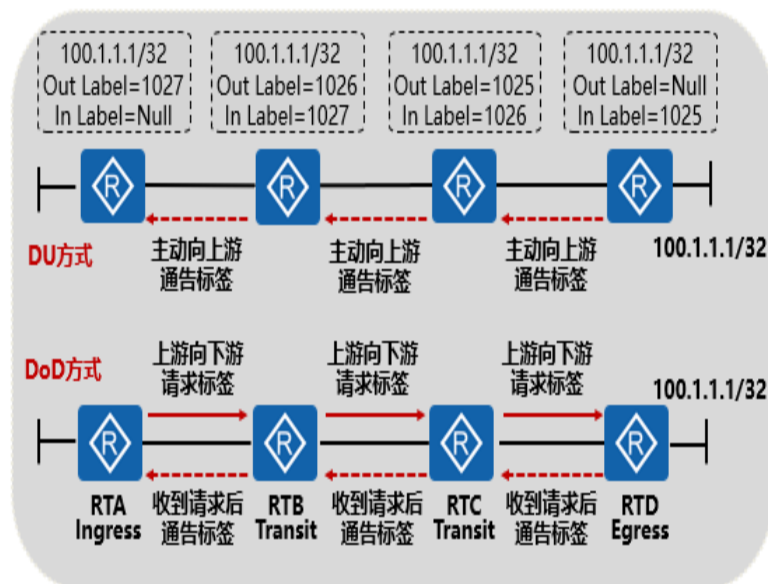 100.1.1.1/32
Out Label=1027
In Label=Null
100.1.1.1/32
Out Label=1026
In Label=1027
100.1.1.1/32
Out Label=1025
In Label=1026
100.1.1.1/32
Out Label=Null
In Label=1025
R
R
R
R
DU方式
主动向上游
通告标签
主动向上游
通告标签
主动向上游
通告标签
100.1.1.1/32
DoD方式
上游向下游
请求标签
上游向下游
请求标签
上游向下游
请求标签
100.1.1.1/32
R
R
R
R
RTA
Ingress
收到请求后
通告标签
RTB
Transit
收到请求后
通告标签
RTC
Transit
收到请求后
通告标签
RTD
Egress